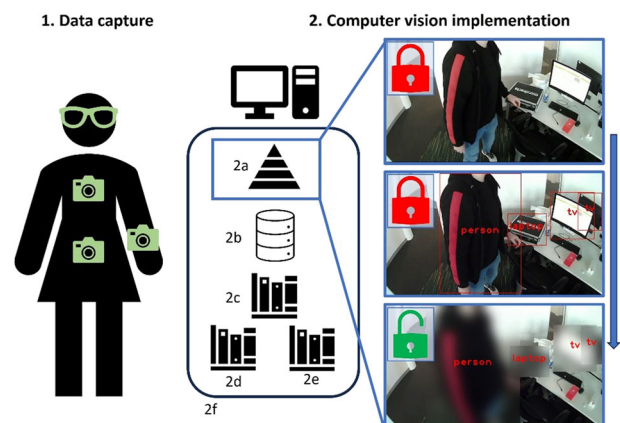 1. Data capture
2. Computer vision implementation
2a
2b
2c
2d
2e
2f
person
laptop
tv
tv
person
laptop
tv
tv